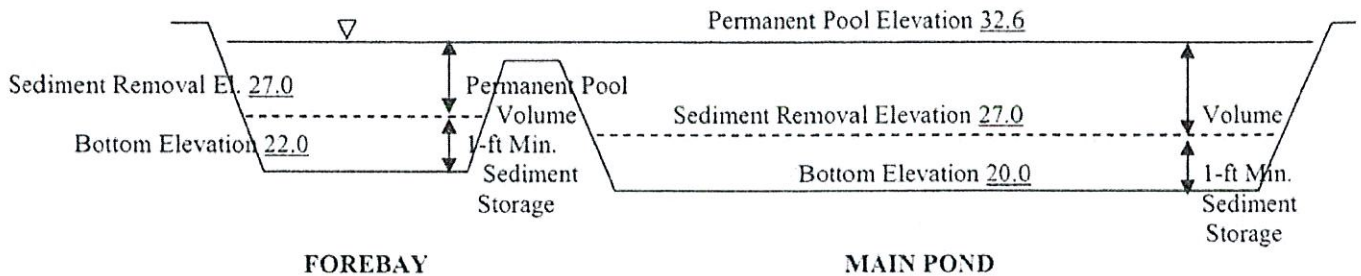 Permanent Pool Elevation 32.6
Sediment Removal El. 27.0
Permanent Pool
Volume
Bottom Elevation 22.0
1-ft Min.
Sediment
Storage
Sediment Removal Elevation 27.0
Volume
Bottom Elevation 20.0
1-ft Min.
Sediment
Storage
FOREBAY
MAIN POND